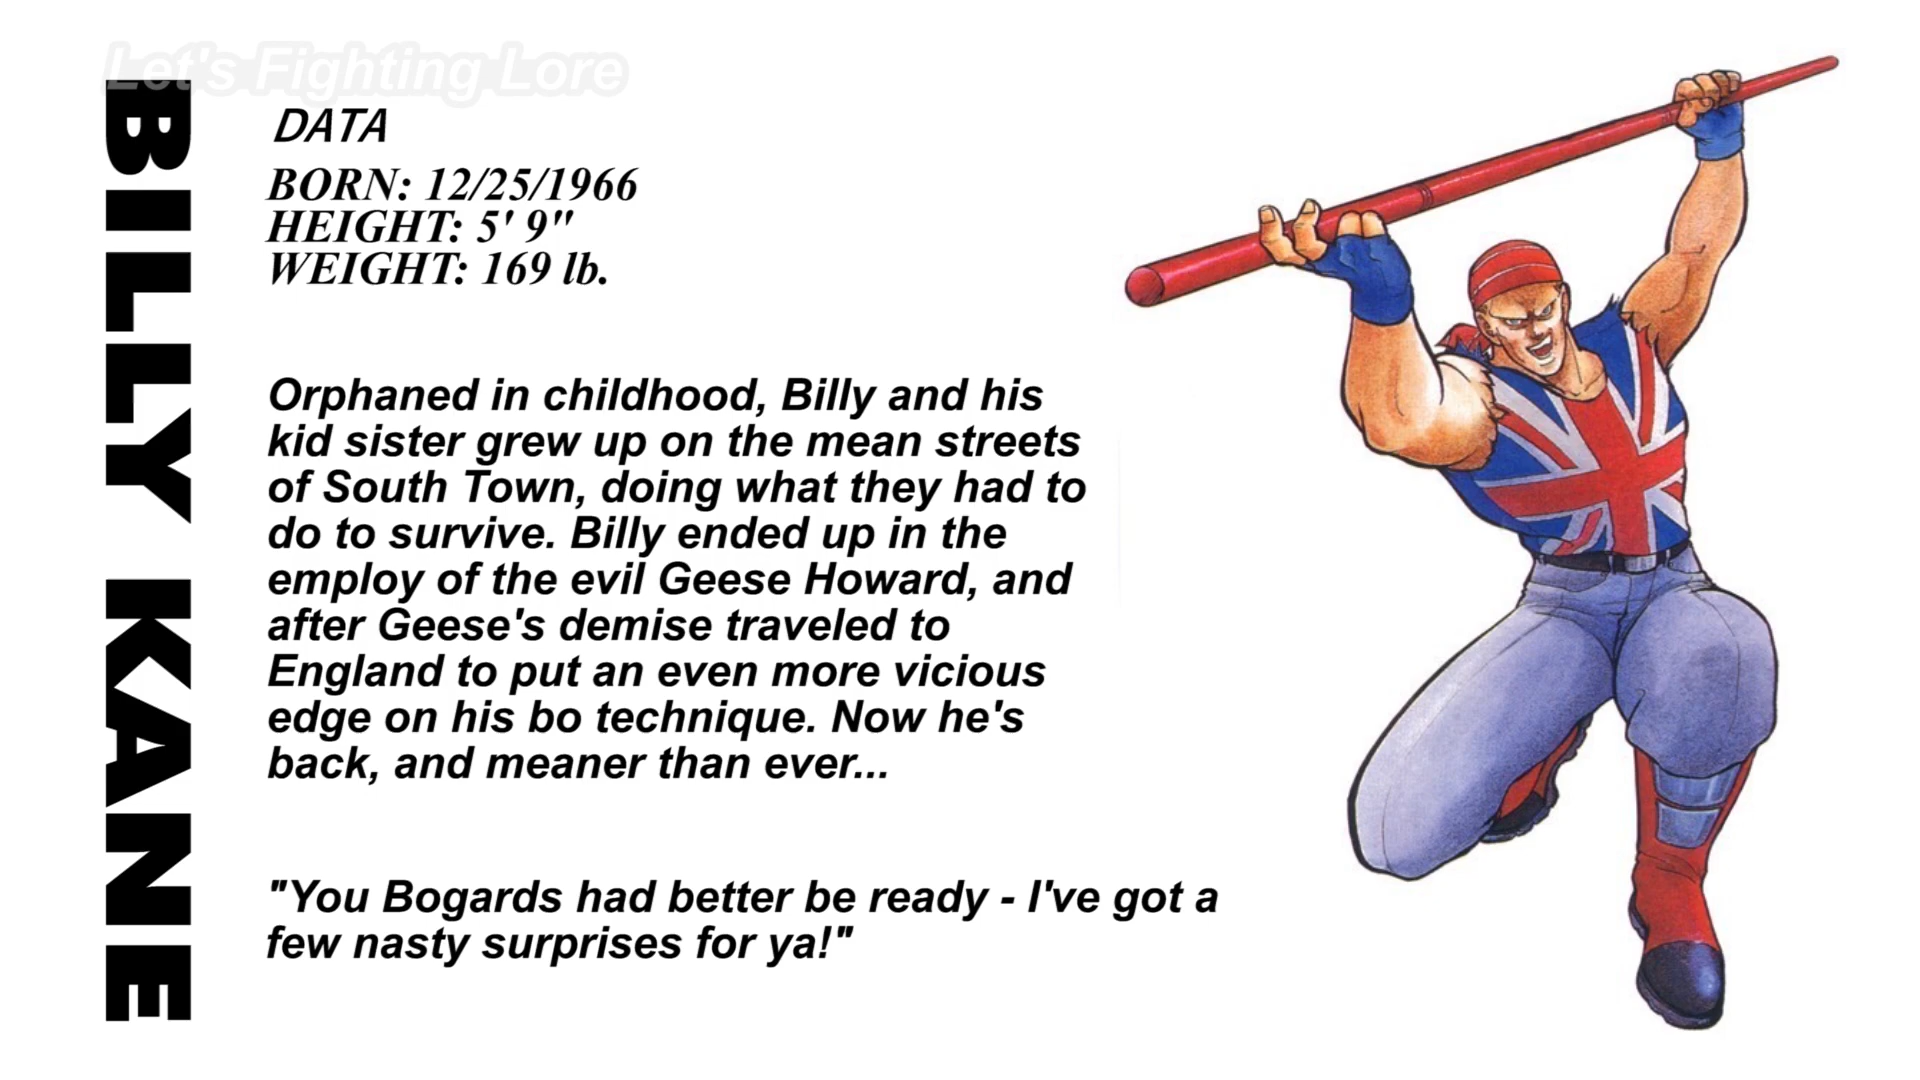 Let's Fighting Lore
BILLY KANE
DATA
BORN: 12/25/1966
HEIGHT: 5' 9"
WEIGHT: 169 lb.
Orphaned in childhood, Billy and his
kid sister grew up on the mean streets
of South Town, doing what they had to
do to survive. Billy ended up in the
employ of the evil Geese Howard, and
after Geese's demise traveled to
England to put an even more vicious
edge on his bo technique. Now he's
back, and meaner than ever...
"You Bogards had better be ready - I've got a
few nasty surprises for ya!"